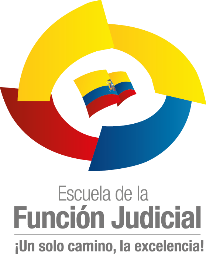 Escuela de la
Función Judicial
¡Un solo camino, la excelencia!